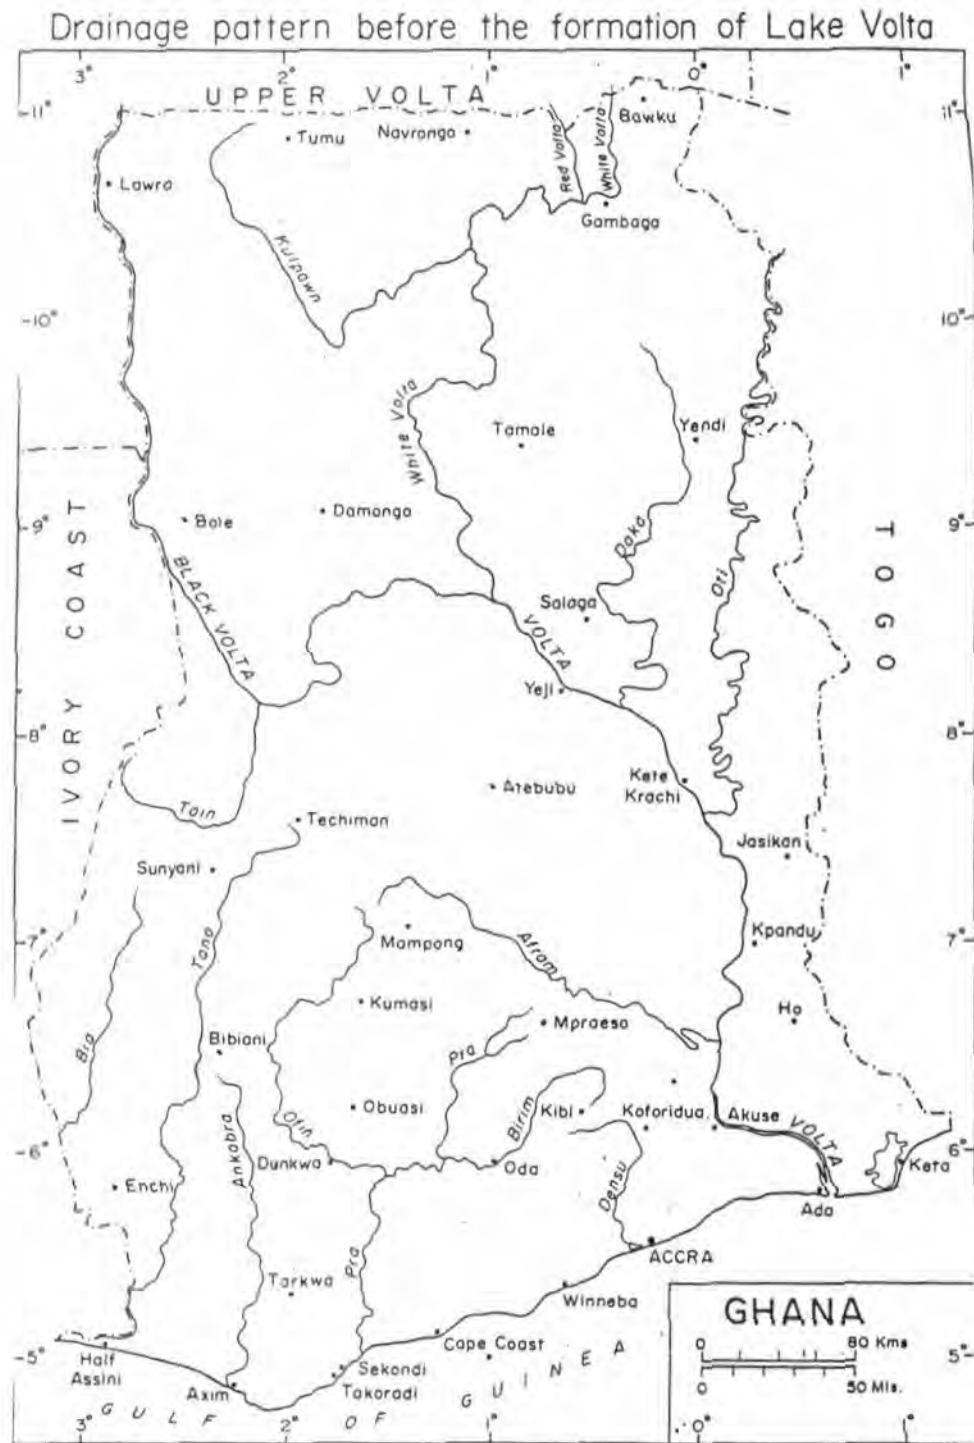 Drainage pattern before the formation of Lake Volta
3°
2°
1°
0°
UPPER VOLTA
-11°
11°
Bawku
Tumu
Navrongo
Red Volta
White Volta
Lawra
Gambaga
Kulpawn
-10°
10°
White Volta
Tamale
Yendi
Bole
Damongo
-9°
9°
Daka
Oti
TOGO
IVORY COAST
BLACK VOLTA
Salaga
VOLTA
Yeji
-8°
8°
Kete
Krachi
Atebubu
Tain
Techiman
Jasikan
Sunyani
-7°
7°
Kpandu
Tano
Mampong
Afram
Kumasi
Mpraeso
Ho
Bia
Bibiani
Pra
Obuasi
Kibi
Koforidua
Akuse
VOLTA
Ofin
Birim
Ankobra
-6°
6°
Dunkwa
Oda
Densu
Keta
Enchi
Ada
ACCRA
Pra
Tarkwa
Winneba
GHANA
0
80 Kms
0
50 Mls.
-5°
5°
Half
Assini
Cape Coast
Sekondi
Takoradi
Axim
GULF OF GUINEA
3°
2°
1°
0°
1°